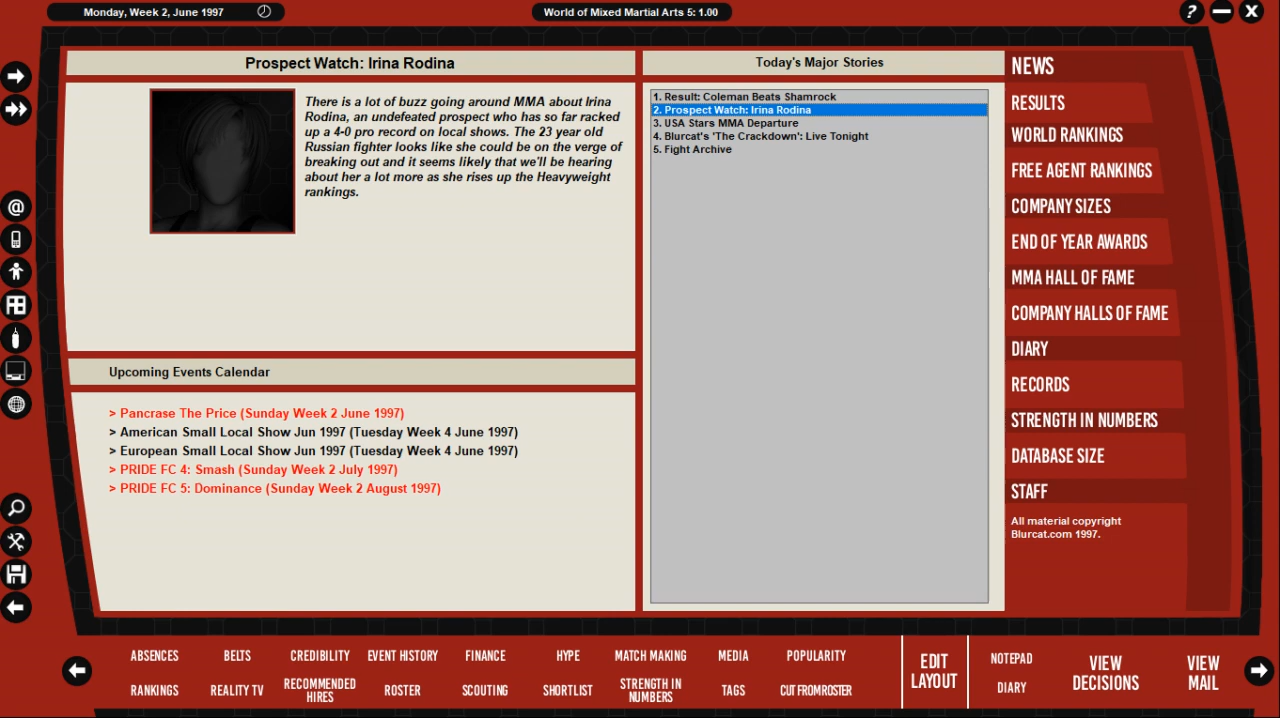 Monday, Week 2, June 1997
World of Mixed Martial Arts 5: 1.00
? — X
Prospect Watch: Irina Rodina
There is a lot of buzz going around MMA about Irina
Rodina, an undefeated prospect who has so far racked
up a 4-0 pro record on local shows. The 23 year old
Russian fighter looks like she could be on the verge of
breaking out and it seems likely that we'll be hearing
about her a lot more as she rises up the Heavyweight
rankings.
Upcoming Events Calendar
> Pancrase The Price (Sunday Week 2 June 1997)
> American Small Local Show Jun 1997 (Tuesday Week 4 June 1997)
> European Small Local Show Jun 1997 (Tuesday Week 4 June 1997)
> PRIDE FC 4: Smash (Sunday Week 2 July 1997)
> PRIDE FC 5: Dominance (Sunday Week 2 August 1997)
Today's Major Stories
1. Result: Coleman Beats Shamrock
2. Prospect Watch: Irina Rodina
3. USA Stars MMA Departure
4. Blurcat's 'The Crackdown': Live Tonight
5. Fight Archive
NEWS
RESULTS
WORLD RANKINGS
FREE AGENT RANKINGS
COMPANY SIZES
END OF YEAR AWARDS
MMA HALL OF FAME
COMPANY HALLS OF FAME
DIARY
RECORDS
STRENGTH IN NUMBERS
DATABASE SIZE
STAFF
All material copyright
Blurcat.com 1997.
@
ABSENCES
BELTS
CREDIBILITY
EVENT HISTORY
FINANCE
HYPE
MATCH MAKING
MEDIA
POPULARITY
RANKINGS
REALITY TV
RECOMMENDED
HIRES
ROSTER
SCOUTING
SHORTLIST
STRENGTH IN
NUMBERS
TAGS
CUT FROM ROSTER
EDIT
LAYOUT
NOTEPAD
DIARY
VIEW
DECISIONS
VIEW
MAIL